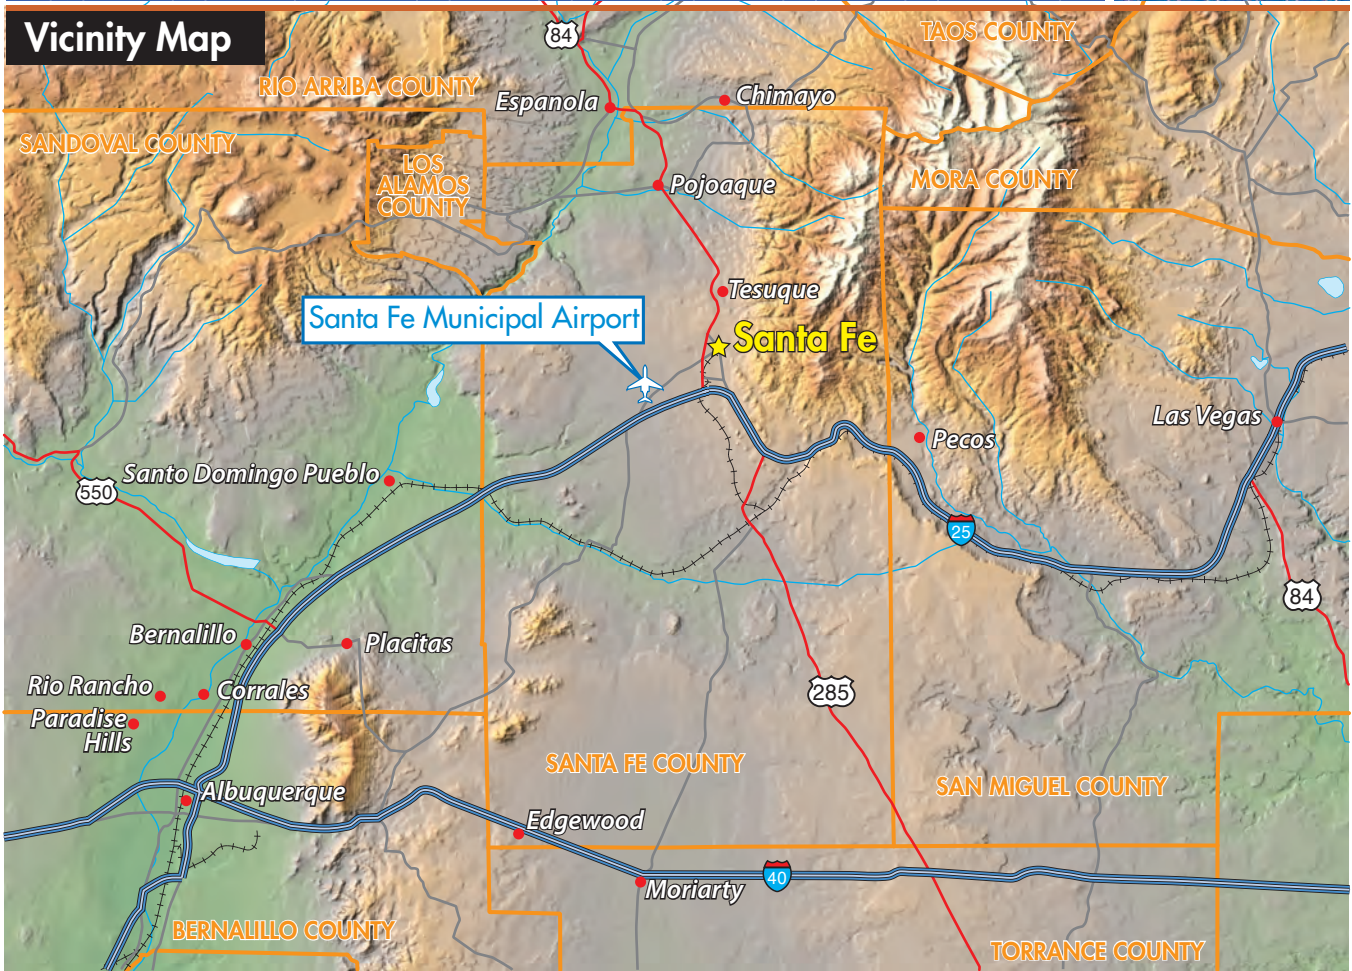 Vicinity Map
84
TAOS COUNTY
RIO ARRIBA COUNTY
Espanola
Chimayo
SANDOVAL COUNTY
LOS
ALAMOS
COUNTY
Pojoaque
MORA COUNTY
Tesuque
Santa Fe Municipal Airport
Santa Fe
Las Vegas
Pecos
Santo Domingo Pueblo
550
25
84
Bernalillo
Placitas
Rio Rancho
Corrales
285
Paradise
Hills
SANTA FE COUNTY
SAN MIGUEL COUNTY
Albuquerque
Edgewood
40
Moriarty
BERNALILLO COUNTY
TORRANCE COUNTY